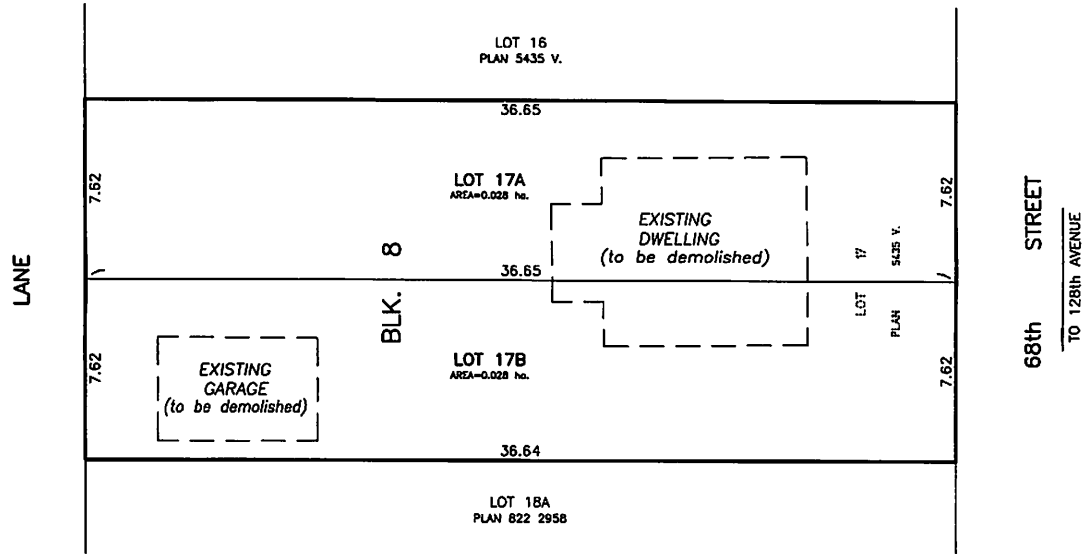 LOT 16
PLAN 5435 V.
36.65
7.62
LOT 17A
AREA=0.028 ha.
7.62
EXISTING
DWELLING
(to be demolished)
LANE
BLK. 8
36.65
LOT 17
PLAN 5435 V.
68th STREET
TO 128th AVENUE
7.62
EXISTING
GARAGE
(to be demolished)
LOT 17B
AREA=0.028 ha.
7.62
36.64
LOT 18A
PLAN 822 2958